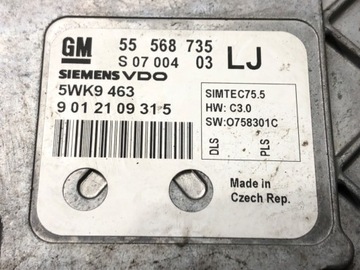 GM 55 568 735 LJ
S 07 004 03
SIEMENS VDO
5WK9 463
9 01 21 09 31 5
SIMTEC75.5
HW: C3.0
SW:O758301C
DLS
PLS
Made in
Czech Rep.